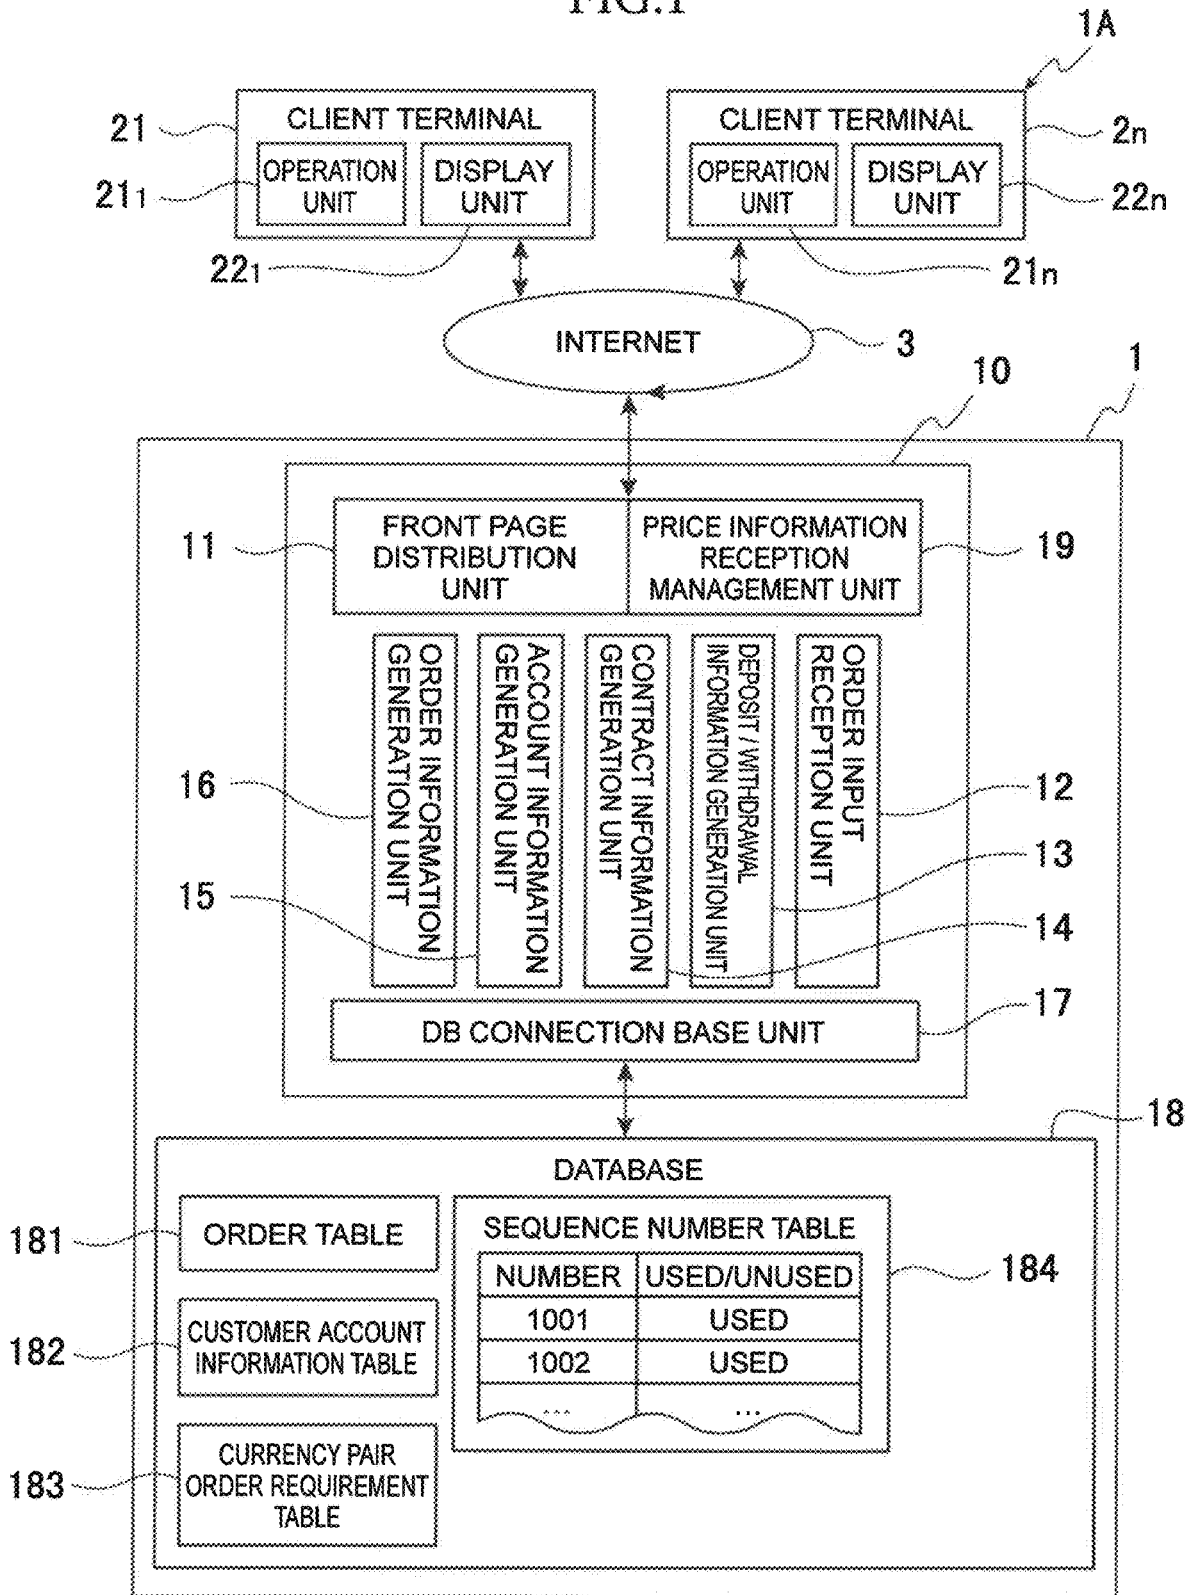 FIG.1
1A
CLIENT TERMINAL
21
OPERATION
UNIT
211
DISPLAY
UNIT
221
CLIENT TERMINAL
2n
OPERATION
UNIT
21n
DISPLAY
UNIT
22n
INTERNET
3
10
1
11
FRONT PAGE
DISTRIBUTION
UNIT
PRICE INFORMATION
RECEPTION
MANAGEMENT UNIT
19
ORDER INFORMATION
GENERATION UNIT
16
ACCOUNT INFORMATION
GENERATION UNIT
15
CONTRACT INFORMATION
GENERATION UNIT
14
DEPOSIT / WITHDRAWAL
INFORMATION GENERATION UNIT
13
ORDER INPUT
RECEPTION UNIT
12
DB CONNECTION BASE UNIT
17
18
DATABASE
181
ORDER TABLE
182
CUSTOMER ACCOUNT
INFORMATION TABLE
183
CURRENCY PAIR
ORDER REQUIREMENT
TABLE
SEQUENCE NUMBER TABLE
184
NUMBER USED/UNUSED
1001 USED
1002 USED
... ...